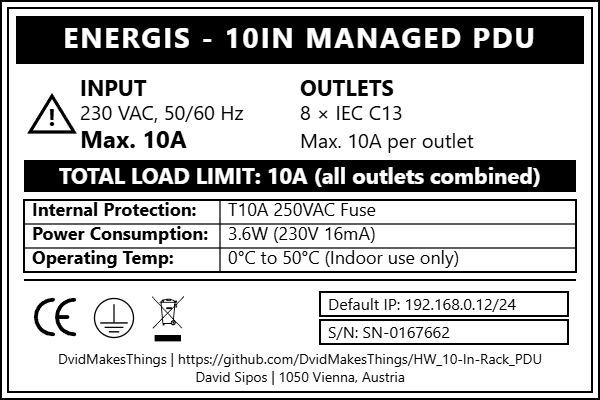 ENERGIS - 10IN MANAGED PDU
INPUT
230 VAC, 50/60 Hz
Max. 10A
OUTLETS
8 × IEC C13
Max. 10A per outlet
!
TOTAL LOAD LIMIT: 10A (all outlets combined)
Internal Protection: T10A 250VAC Fuse
Power Consumption: 3.6W (230V 16mA)
Operating Temp: 0°C to 50°C (Indoor use only)
CE
Default IP: 192.168.0.12/24
S/N: SN-0167662
DvidMakesThings | https://github.com/DvidMakesThings/HW_10-In-Rack_PDU
David Sipos | 1050 Vienna, Austria